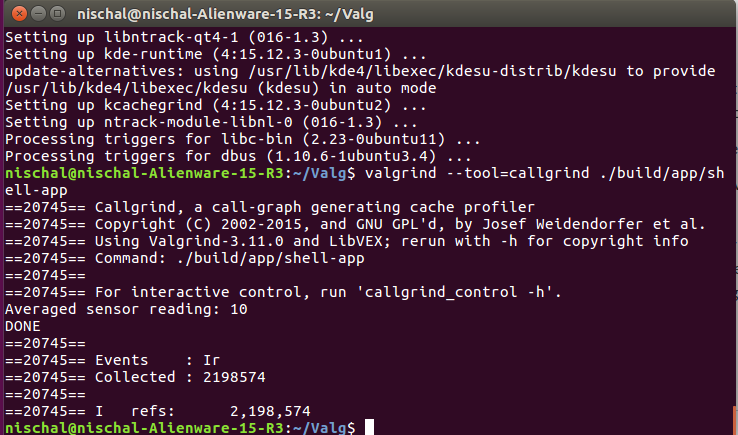 nischal@nischal-Alienware-15-R3: ~/Valg
Setting up libntrack-qt4-1 (016-1.3) ...
Setting up kde-runtime (4:15.12.3-0ubuntu1) ...
update-alternatives: using /usr/lib/kde4/libexec/kdesu-distrib/kdesu to provide
/usr/lib/kde4/libexec/kdesu (kdesu) in auto mode
Setting up kcachegrind (4:15.12.3-0ubuntu2) ...
Setting up ntrack-module-libnl-0 (016-1.3) ...
Processing triggers for libc-bin (2.23-0ubuntu11) ...
Processing triggers for dbus (1.10.6-1ubuntu3.4) ...
nischal@nischal-Alienware-15-R3:~/Valg$ valgrind --tool=callgrind ./build/app/sh
ell-app
==20745== Callgrind, a call-graph generating cache profiler
==20745== Copyright (C) 2002-2015, and GNU GPL'd, by Josef Weidendorfer et al.
==20745== Using Valgrind-3.11.0 and LibVEX; rerun with -h for copyright info
==20745== Command: ./build/app/shell-app
==20745==
==20745== For interactive control, run 'callgrind_control -h'.
Averaged sensor reading: 10
DONE
==20745==
==20745== Events    : Ir
==20745== Collected : 2198574
==20745==
==20745== I   refs:      2,198,574
nischal@nischal-Alienware-15-R3:~/Valg$